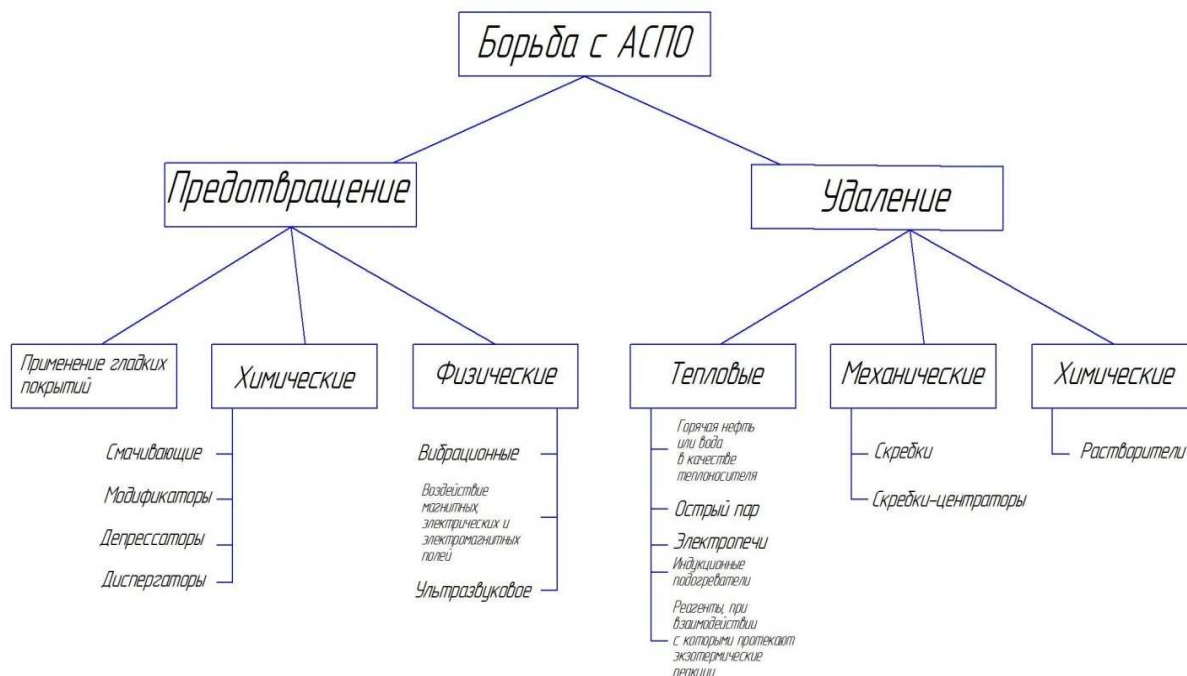 Борьба с АСПО
Предотвращение
Удаление
Применение гладких
покрытий
Химические
Физические
Тепловые
Механические
Химические
Смачивающие
Модификаторы
Депрессаторы
Диспергаторы
Вибрационные
Воздействие
магнитных,
электрических и
электромагнитных
полей
Ультразвуковое
Горячая нефть
или вода
в качестве
теплоносителя
Острый пар
Электропечи
Индукционные
подогреватели
Реагенты, при
взаимодействии
с которыми протекают
экзотермические
реакции
Скребки
Скребки-центраторы
Растворители